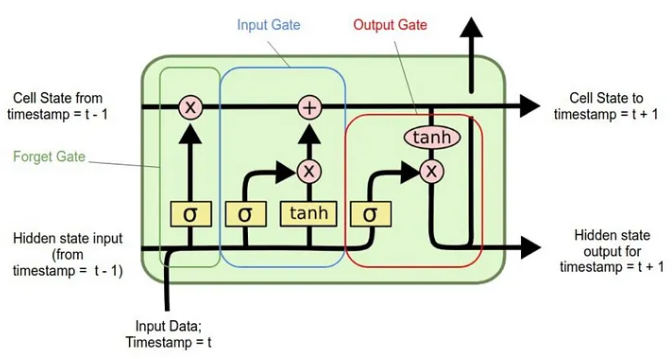 Input Gate
Output Gate
Cell State from
timestamp = t - 1
x
+
Cell State to
timestamp = t + 1
tanh
Forget Gate
x
x
σ
σ
tanh
σ
Hidden state input
(from
timestamp = t - 1)
Hidden state
output for
timestamp = t + 1
Input Data;
Timestamp = t